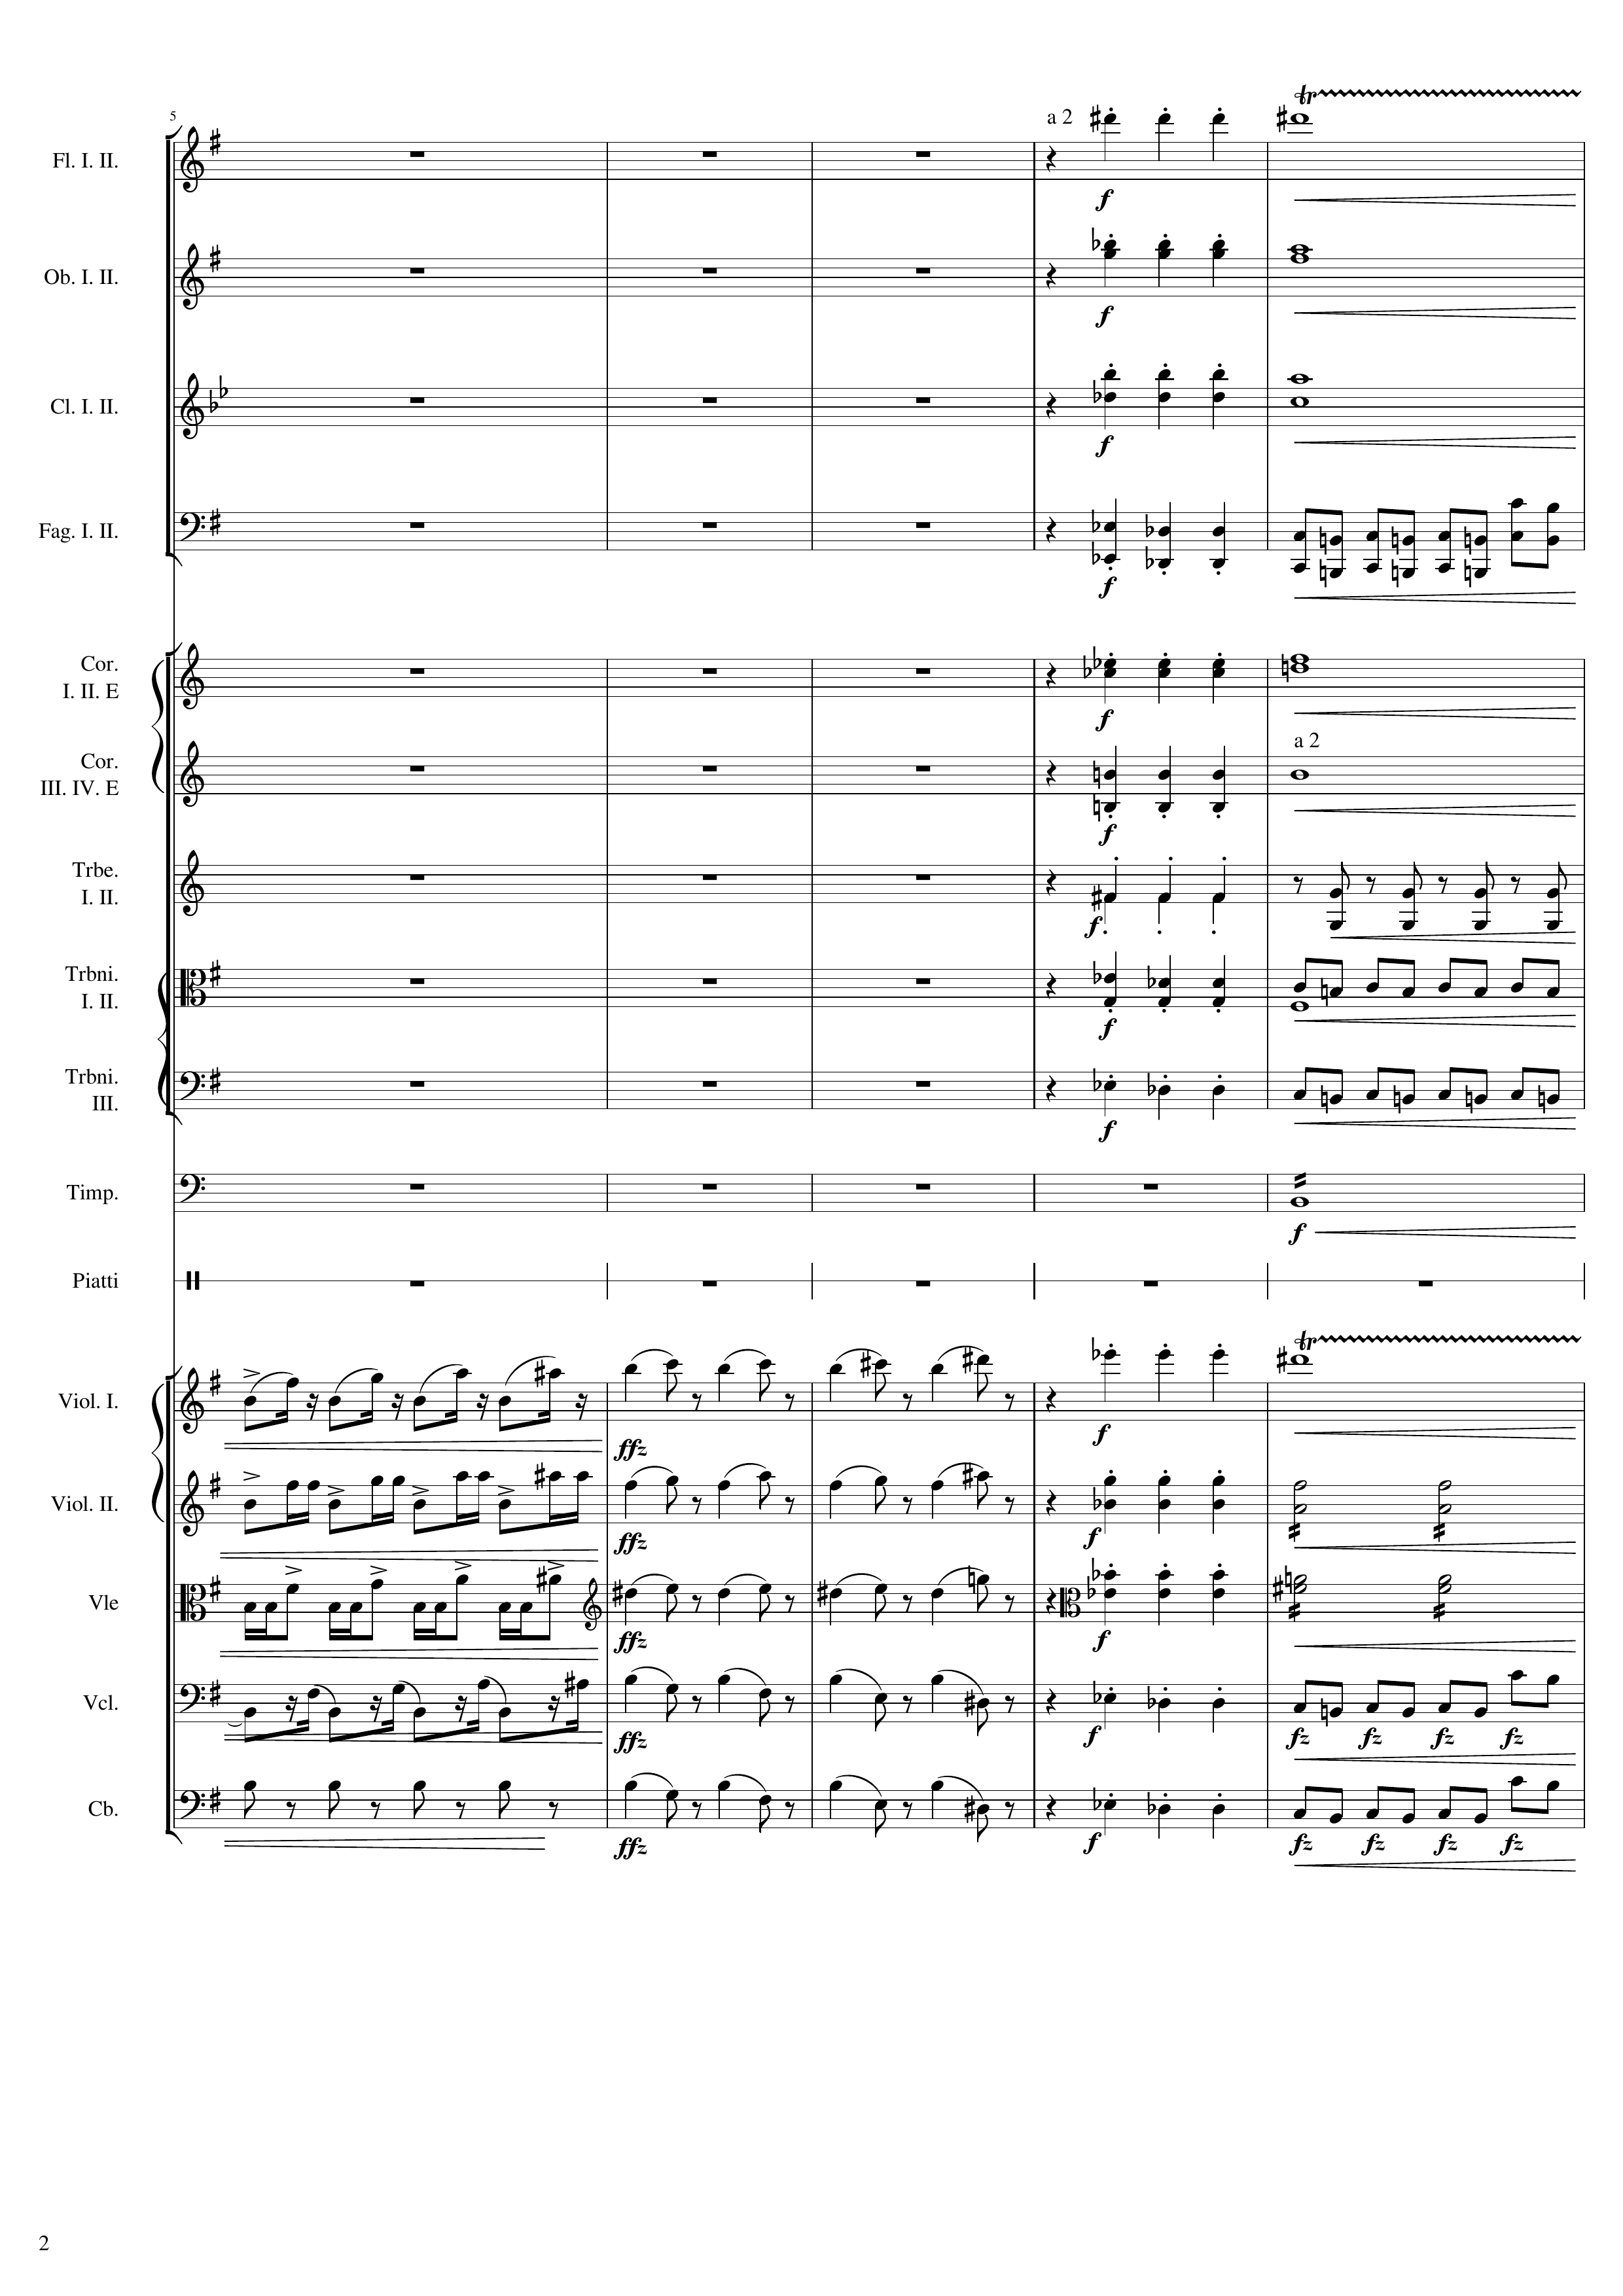 5
a 2
tr
Fl. I. II.
f
Ob. I. II.
f
Cl. I. II.
f
Fag. I. II.
f
Cor.
I. II. E
f
a 2
Cor.
III. IV. E
f
Trbe.
I. II.
f
Trbni.
I. II.
f
Trbni.
III.
f
Timp.
f
Piatti
tr
Viol. I.
ffz f
Viol. II.
ffz f
Vle
ffz f
Vcl.
ffz f fz fz fz fz
Cb.
ffz f fz fz fz fz
2